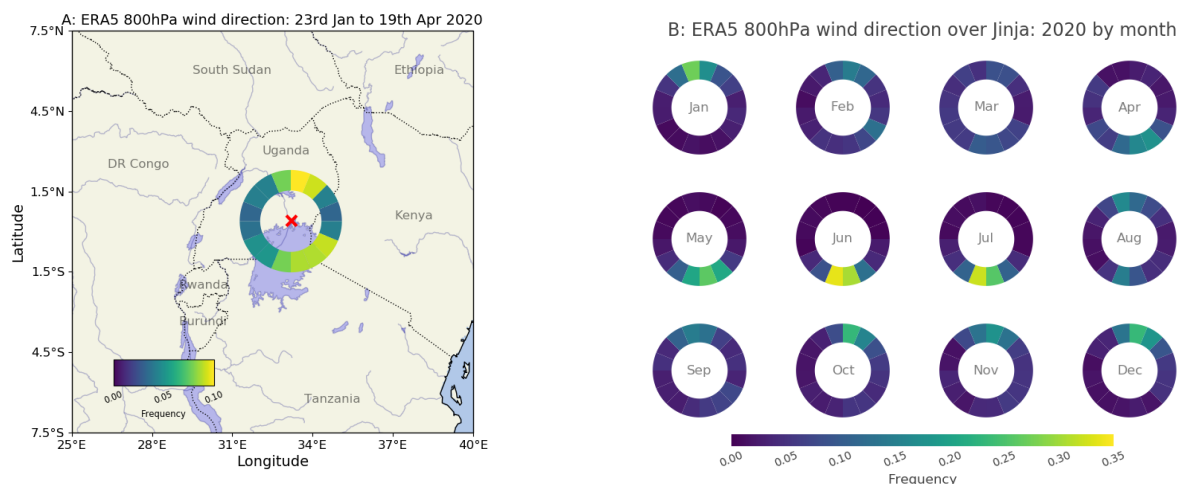 A: ERA5 800hPa wind direction: 23rd Jan to 19th Apr 2020
7.5°N
4.5°N
1.5°N
1.5°S
4.5°S
7.5°S
Latitude
25°E
28°E
31°E
34°E
37°E
40°E
Longitude
South Sudan
Ethiopia
DR Congo
Uganda
Kenya
Rwanda
Burundi
Tanzania
0.00
0.05
0.10
Frequency
B: ERA5 800hPa wind direction over Jinja: 2020 by month
Jan
Feb
Mar
Apr
May
Jun
Jul
Aug
Sep
Oct
Nov
Dec
0.00
0.05
0.10
0.15
0.20
0.25
0.30
0.35
Frequency